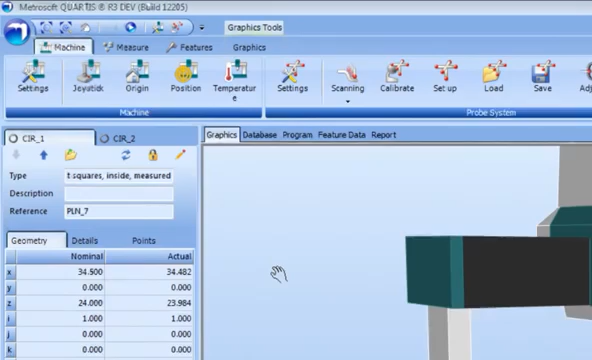 Metrosoft QUARTIS ® R3 DEV (Build 12205)
Graphics Tools
Machine Measure Features Graphics
Settings Joystick Origin Position Temperatur
e
Settings Scanning Calibrate Set up Load Save
Machine Probe System
CIR_1 CIR_2
Graphics Database Program Feature Data Report
Type t squares, inside, measured
Description
Reference PLN_7
Geometry Details Points
Nominal Actual
x 34.500 34.482
y 0.000 0.000
z 24.000 23.984
i 1.000 1.000
j 0.000 0.000
k 0.000 0.000